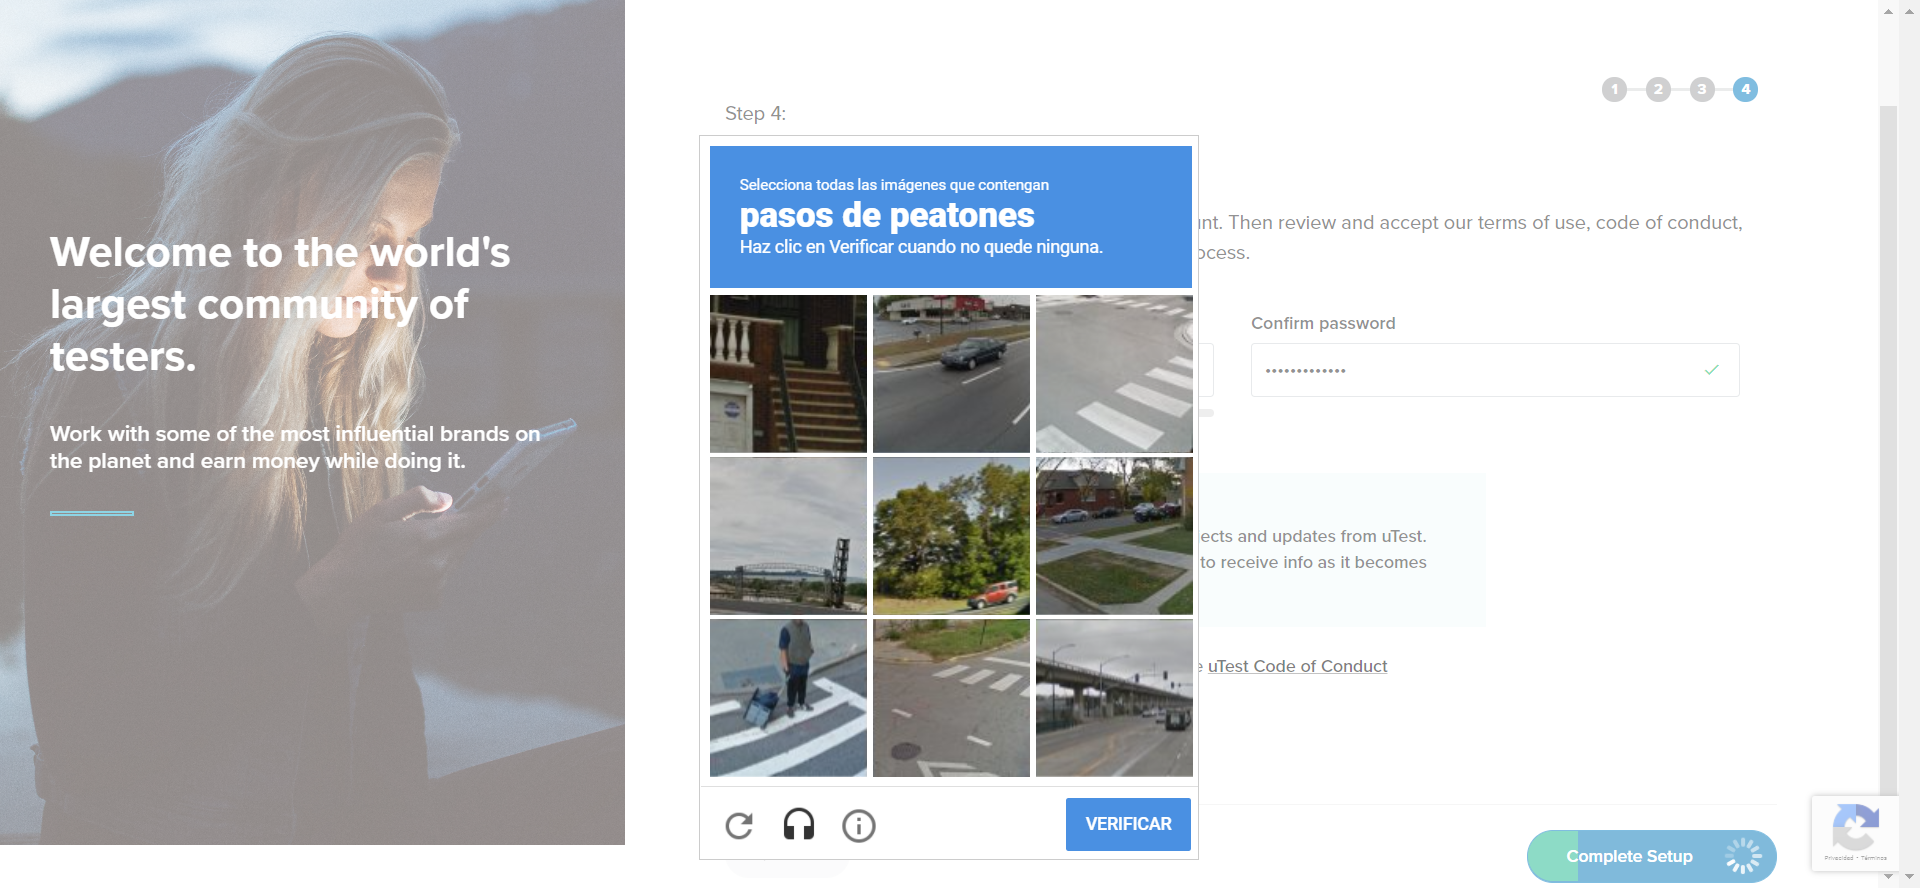 Welcome to the world's
largest community of
testers.
Work with some of the most influential brands on
the planet and earn money while doing it.
1 2 3 4
Step 4:
Selecciona todas las imágenes que contengan
pasos de peatones
Haz clic en Verificar cuando no quede ninguna.
VERIFICAR
Then review and accept our terms of use, code of conduct,
Confirm password
and updates from uTest.
to receive info as it becomes
uTest Code of Conduct
Complete Setup
Privacidad • Términos